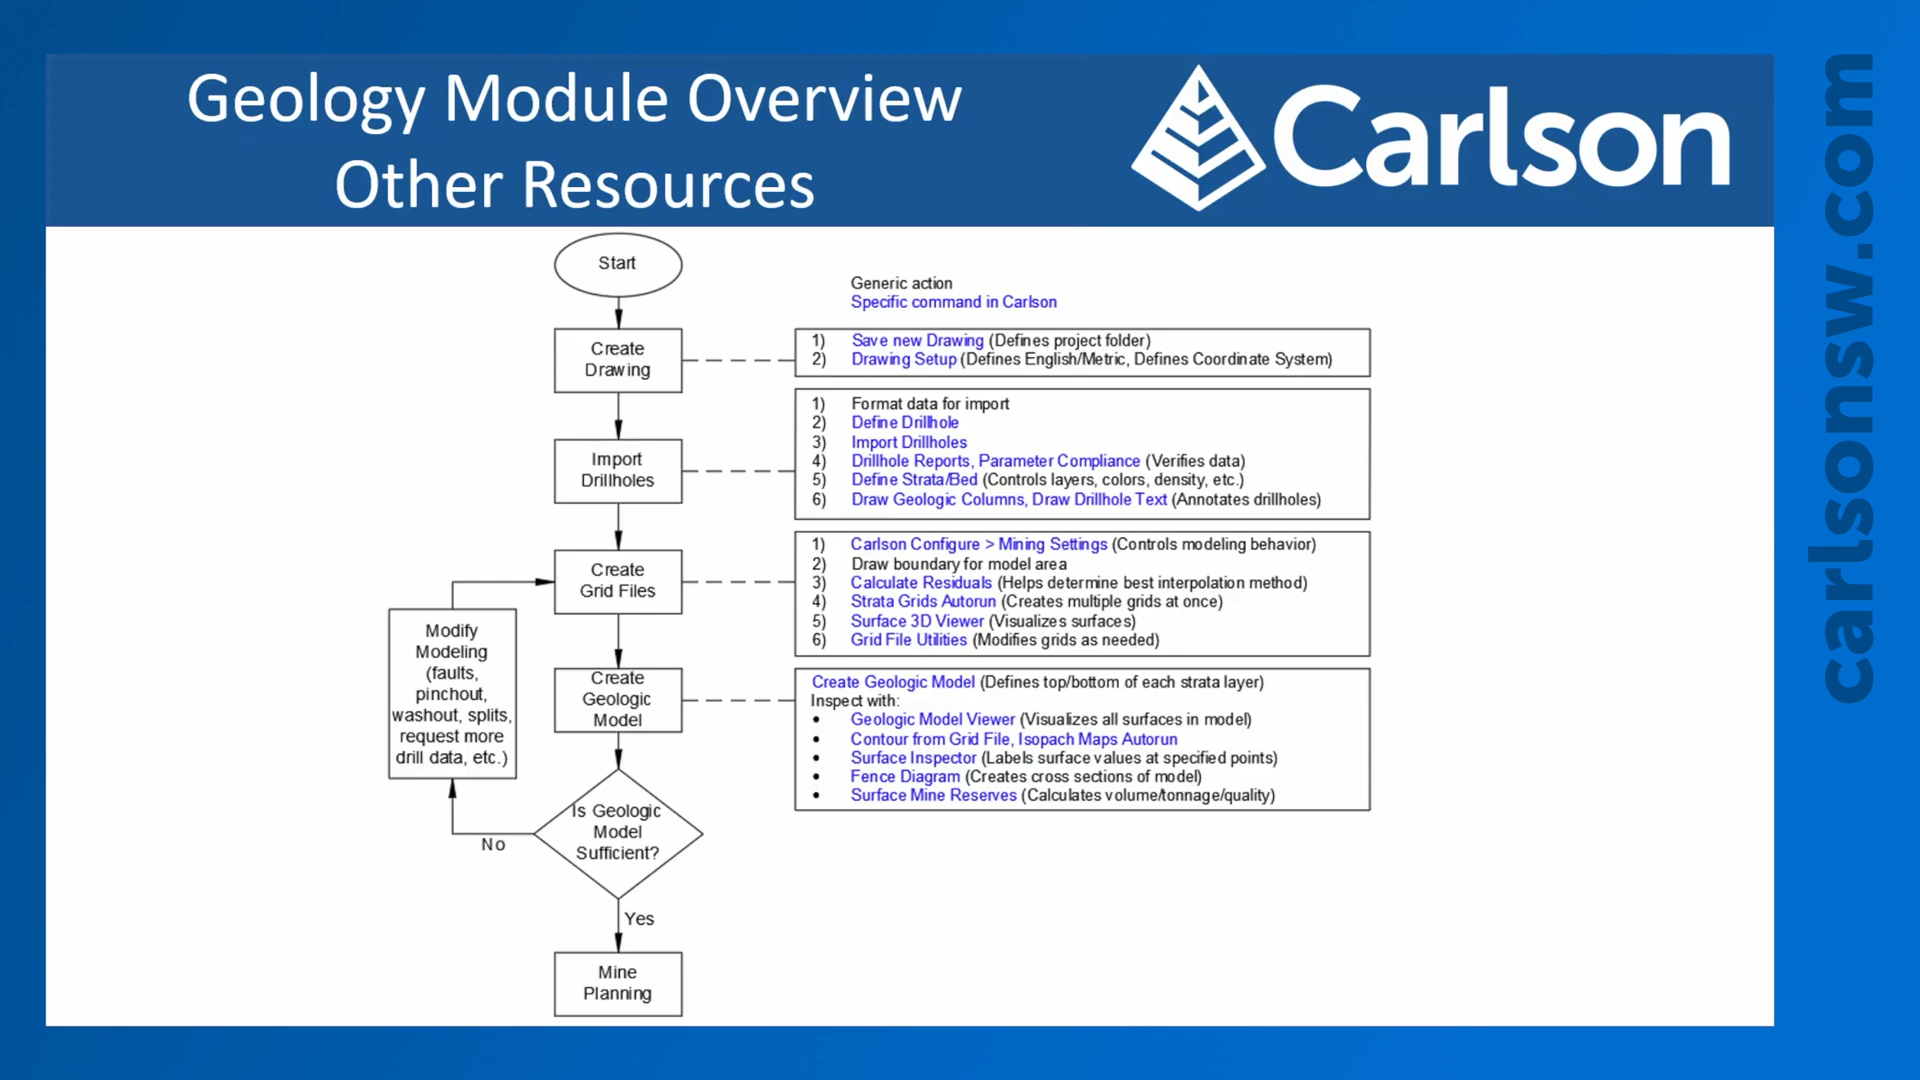 Geology Module Overview
Other Resources
Carlson
carlsonsw.com
Start
Generic action
Specific command in Carlson
Create
Drawing
1) Save new Drawing (Defines project folder)
2) Drawing Setup (Defines English/Metric, Defines Coordinate System)
Import
Drillholes
1) Format data for import
2) Define Drillhole
3) Import Drillholes
4) Drillhole Reports, Parameter Compliance (Verifies data)
5) Define Strata/Bed (Controls layers, colors, density, etc.)
6) Draw Geologic Columns, Draw Drillhole Text (Annotates drillholes)
Create
Grid Files
1) Carlson Configure > Mining Settings (Controls modeling behavior)
2) Draw boundary for model area
3) Calculate Residuals (Helps determine best interpolation method)
4) Strata Grids Autorun (Creates multiple grids at once)
5) Surface 3D Viewer (Visualizes surfaces)
6) Grid File Utilities (Modifies grids as needed)
Modify
Modeling
(faults,
pinchout,
washout, splits,
request more
drill data, etc.)
Create
Geologic
Model
Create Geologic Model (Defines top/bottom of each strata layer)
Inspect with:
• Geologic Model Viewer (Visualizes all surfaces in model)
• Contour from Grid File, Isopach Maps Autorun
• Surface Inspector (Labels surface values at specified points)
• Fence Diagram (Creates cross sections of model)
• Surface Mine Reserves (Calculates volume/tonnage/quality)
Is Geologic
Model
Sufficient?
No
Yes
Mine
Planning